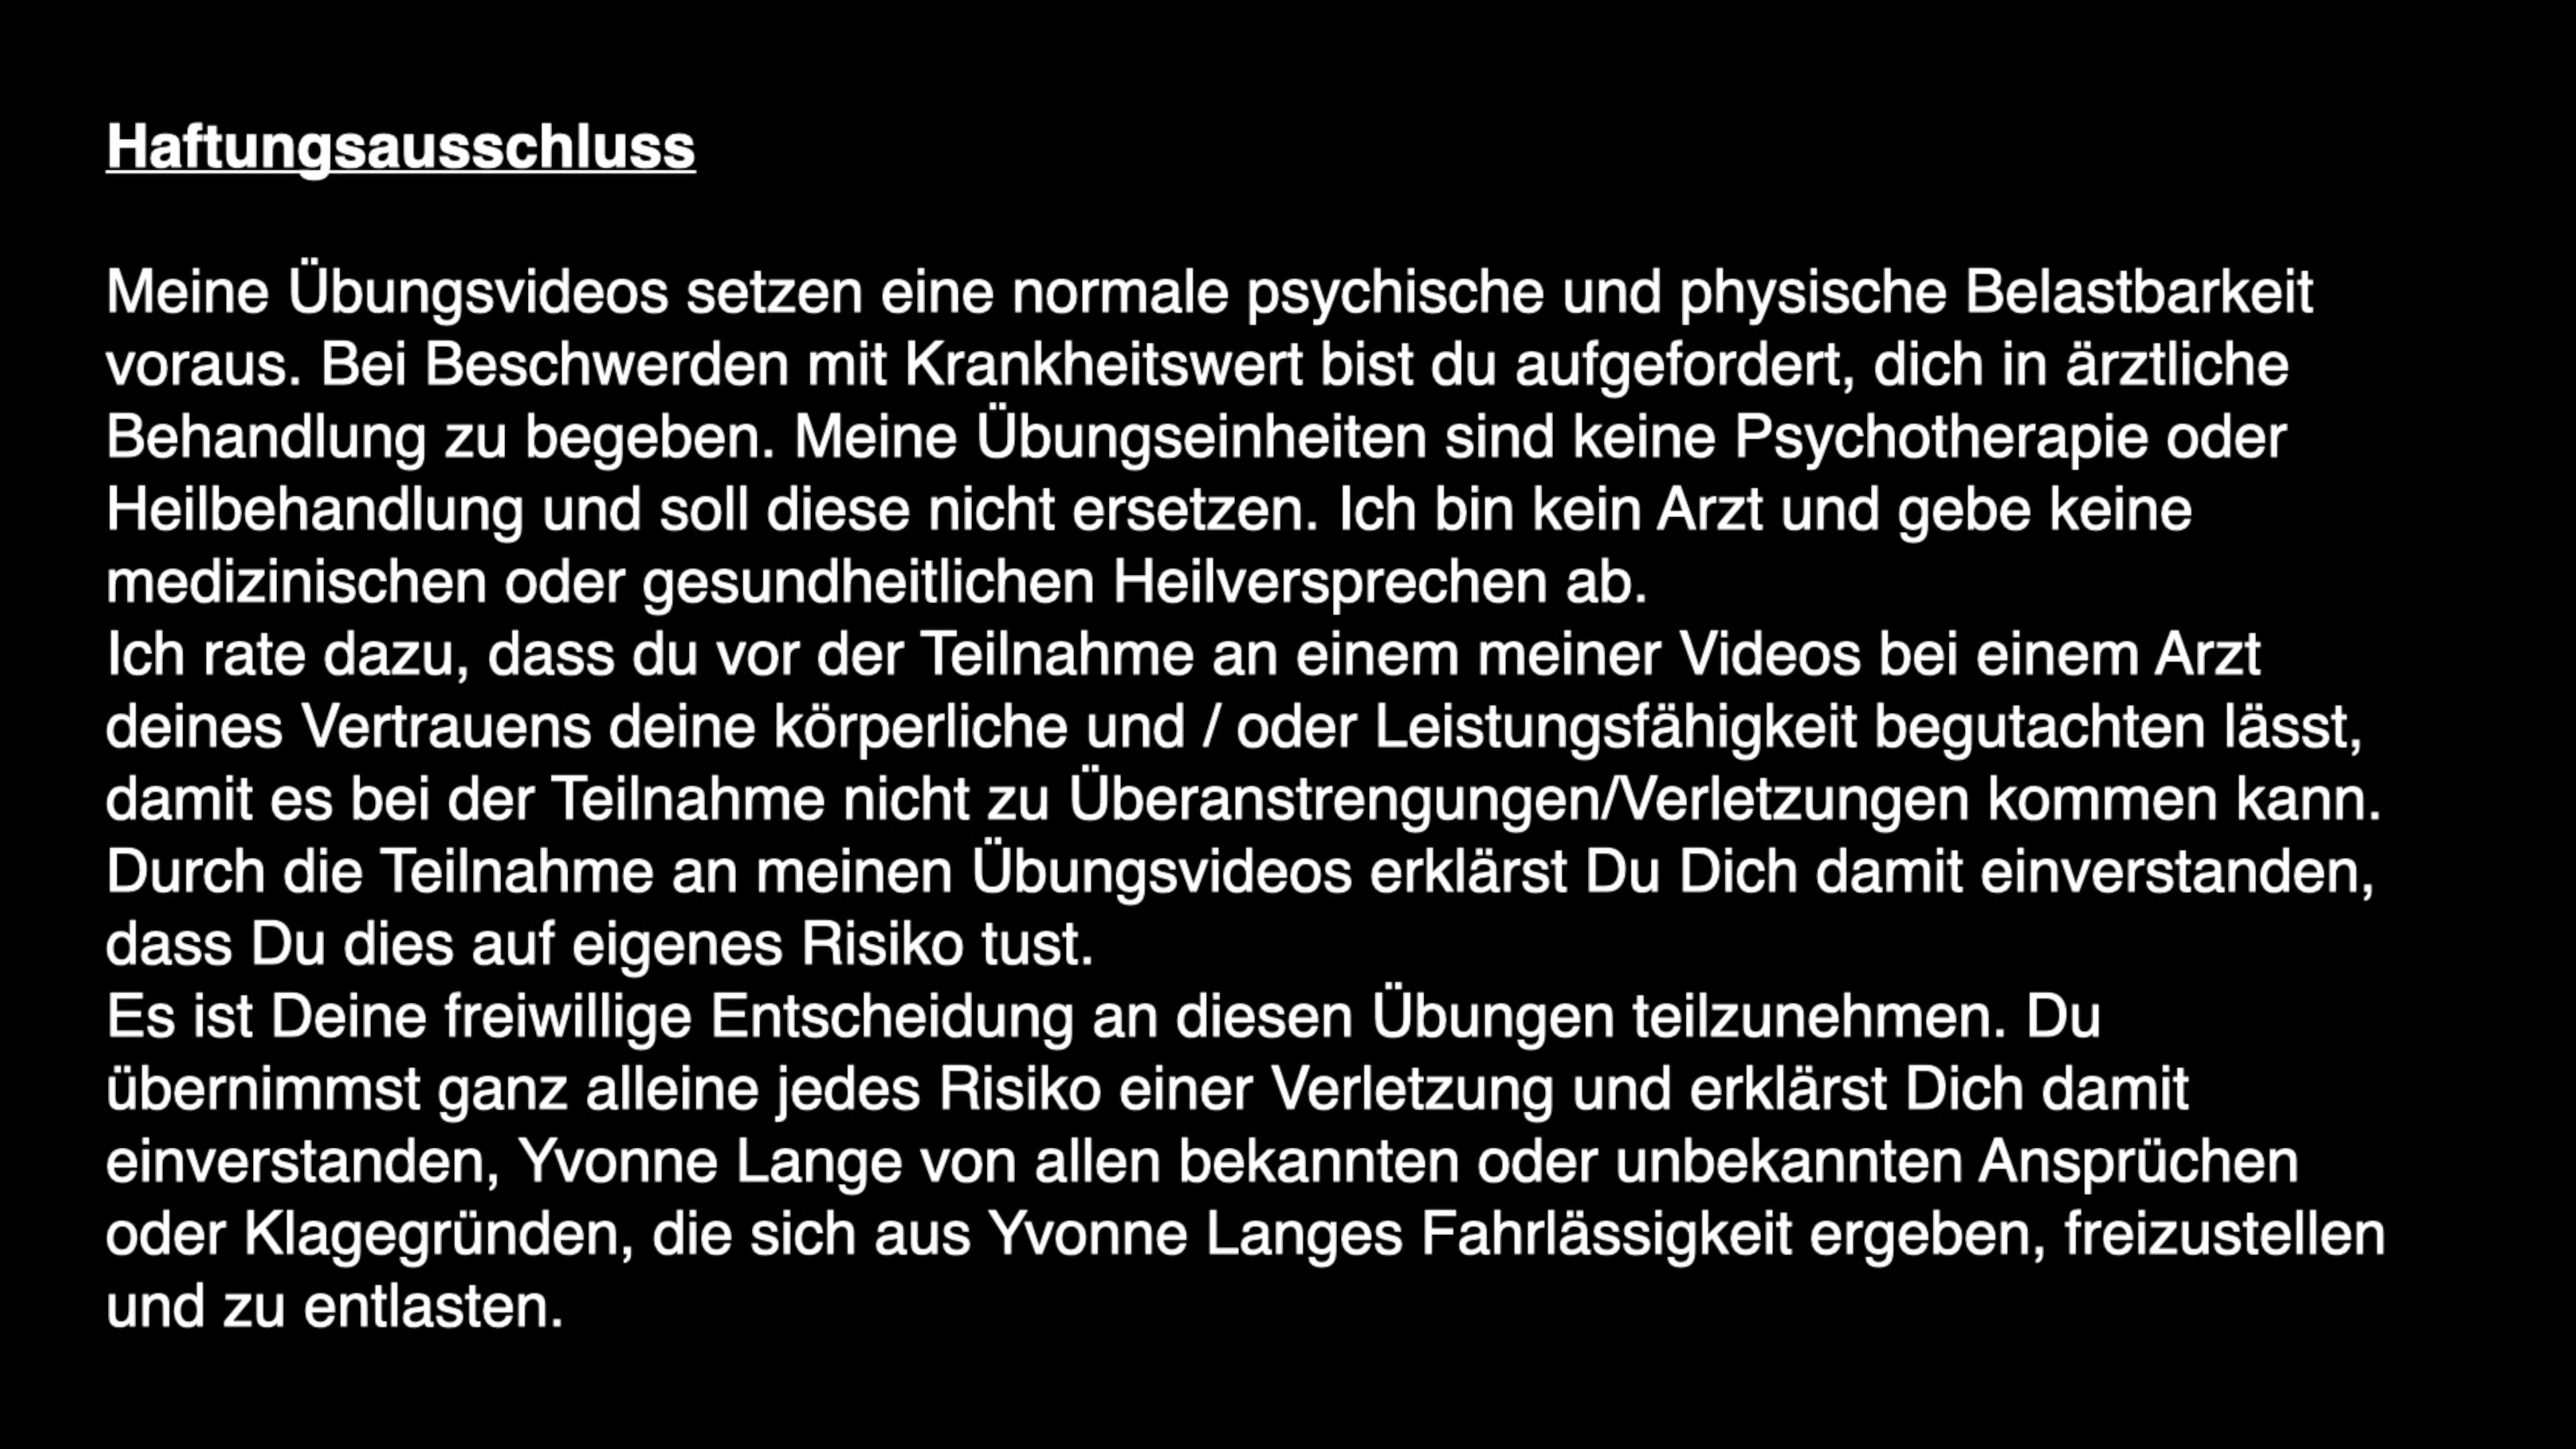 Haftungsausschluss
Meine Übungsvideos setzen eine normale psychische und physische Belastbarkeit
voraus. Bei Beschwerden mit Krankheitswert bist du aufgefordert, dich in ärztliche
Behandlung zu begeben. Meine Übungseinheiten sind keine Psychotherapie oder
Heilbehandlung und soll diese nicht ersetzen. Ich bin kein Arzt und gebe keine
medizinischen oder gesundheitlichen Heilversprechen ab.
Ich rate dazu, dass du vor der Teilnahme an einem meiner Videos bei einem Arzt
deines Vertrauens deine körperliche und / oder Leistungsfähigkeit begutachten lässt,
damit es bei der Teilnahme nicht zu Überanstrengungen/Verletzungen kommen kann.
Durch die Teilnahme an meinen Übungsvideos erklärst Du Dich damit einverstanden,
dass Du dies auf eigenes Risiko tust.
Es ist Deine freiwillige Entscheidung an diesen Übungen teilzunehmen. Du
übernimmst ganz alleine jedes Risiko einer Verletzung und erklärst Dich damit
einverstanden, Yvonne Lange von allen bekannten oder unbekannten Ansprüchen
oder Klagegründen, die sich aus Yvonne Langes Fahrlässigkeit ergeben, freizustellen
und zu entlasten.